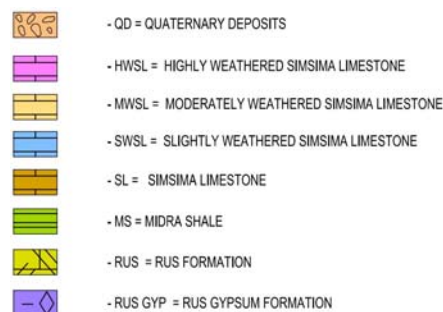 - QD = QUATERNARY DEPOSITS
- HWSL = HIGHLY WEATHERED SIMSIMA LIMESTONE
- MWSL = MODERATELY WEATHERED SIMSIMA LIMESTONE
- SWSL = SLIGHTLY WEATHERED SIMSIMA LIMESTONE
- SL = SIMSIMA LIMESTONE
- MS = MIDRA SHALE
- RUS = RUS FORMATION
- RUS GYP = RUS GYPSUM FORMATION